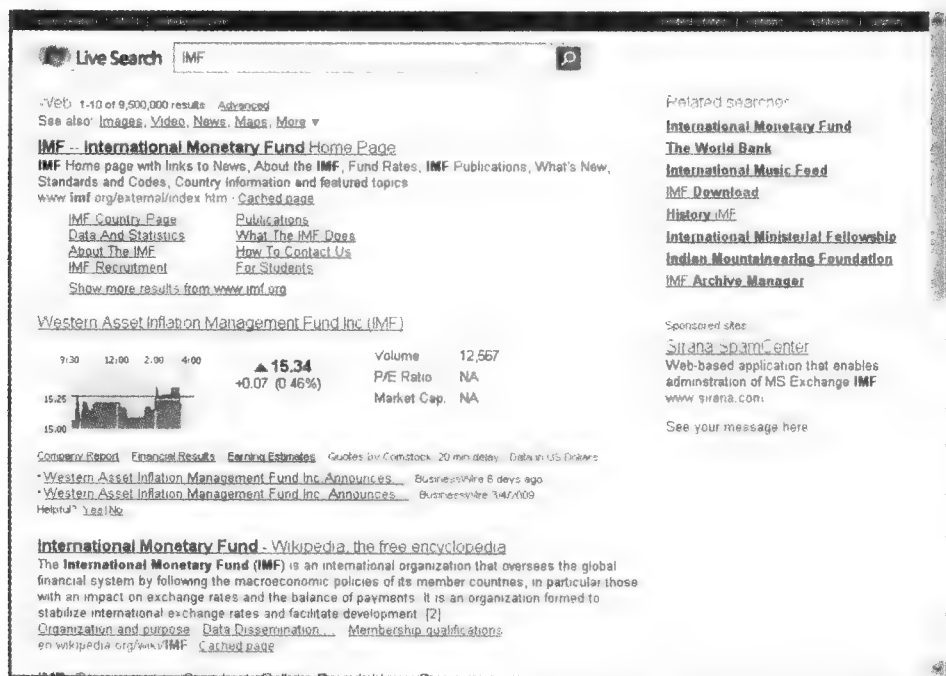 Live Search IMF
Web 1-10 of 9,500,000 results Advanced
See also: Images, Video, News, Maps, More ▼
IMF -- International Monetary Fund Home Page
IMF Home page with links to News, About the IMF, Fund Rates, IMF Publications, What's New,
Standards and Codes, Country Information and featured topics
www.imf.org/external/index.htm · Cached page
IMF Country Page Publications
Data And Statistics What The IMF Does
About The IMF How To Contact Us
IMF Recruitment For Students
Show more results from www.imf.org
Western Asset Inflation Management Fund Inc (IMF)
9:30 12:00 2:00 4:00
15.25
15.00
▲ 15.34
+0.07 (0.46%)
Volume 12,567
P/E Ratio NA
Market Cap. NA
Company Report Financial Results Earning Estimates Quotes by Comstock. 20 min delay Data in US Dollars
· Western Asset Inflation Management Fund Inc. Announces... BusinessWire 6 days ago
· Western Asset Inflation Management Fund Inc. Announces... BusinessWire 3/4/2009
Helpful? Yes|No
International Monetary Fund - Wikipedia, the free encyclopedia
The International Monetary Fund (IMF) is an international organization that oversees the global
financial system by following the macroeconomic policies of its member countries, in particular those
with an impact on exchange rates and the balance of payments. It is an organization formed to
stabilize international exchange rates and facilitate development. [2]
Organization and purpose Data Dissemination ... Membership qualifications
en.wikipedia.org/wiki/IMF Cached page
Related searches
International Monetary Fund
The World Bank
International Music Feed
IMF Download
History IMF
International Ministerial Fellowship
Indian Mountaineering Foundation
IMF Archive Manager
Sponsored sites
Sirana SpamCenter
Web-based application that enables
adminstration of MS Exchange IMF
www.sirana.com
See your message here